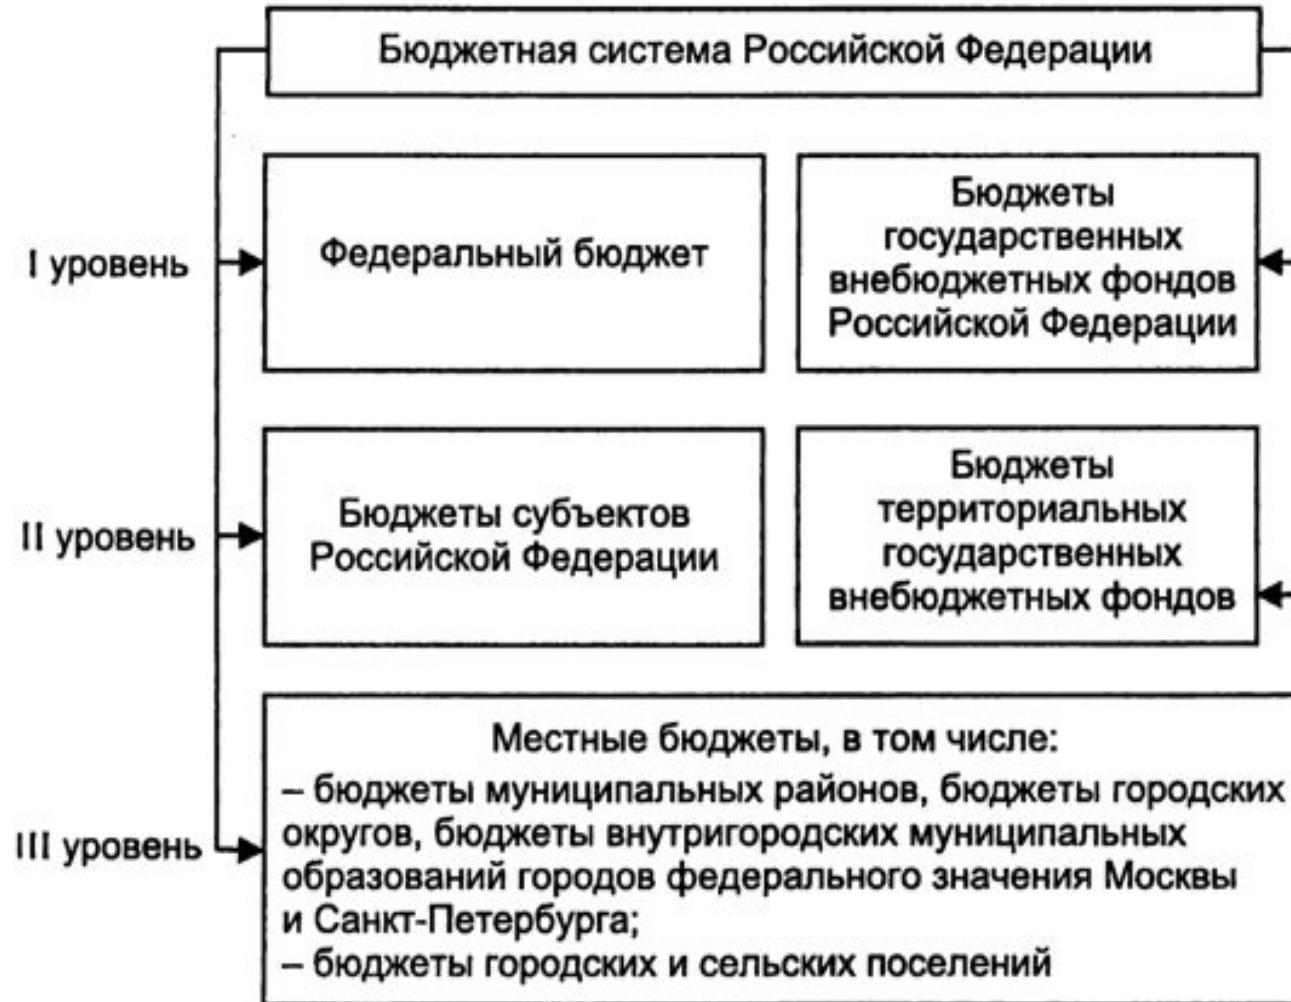 Бюджетная система Российской Федерации
I уровень
Федеральный бюджет
Бюджеты
государственных
внебюджетных фондов
Российской Федерации
II уровень
Бюджеты субъектов
Российской Федерации
Бюджеты
территориальных
государственных
внебюджетных фондов
III уровень
Местные бюджеты, в том числе:
– бюджеты муниципальных районов, бюджеты городских
округов, бюджеты внутригородских муниципальных
образований городов федерального значения Москвы
и Санкт-Петербурга;
– бюджеты городских и сельских поселений